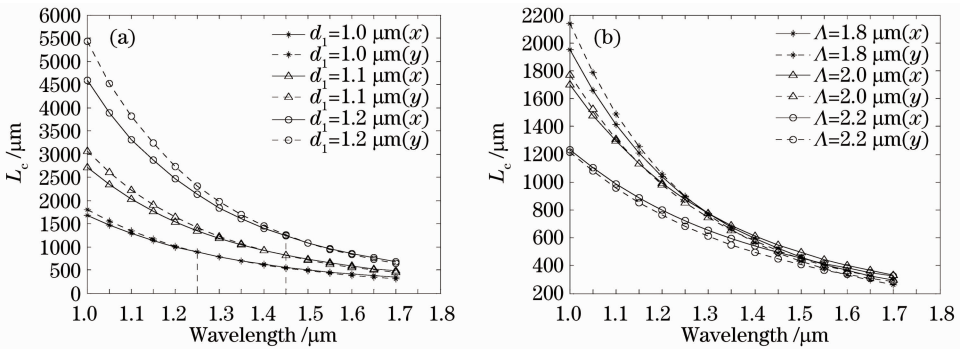 6000
5500
5000
4500
4000
3500
3000
2500
2000
1500
1000
500
0
L_c /μm
(a)
d_1=1.0 μm(x)
d_1=1.0 μm(y)
d_1=1.1 μm(x)
d_1=1.1 μm(y)
d_1=1.2 μm(x)
d_1=1.2 μm(y)
1.0 1.1 1.2 1.3 1.4 1.5 1.6 1.7 1.8
Wavelength /μm
2200
2000
1800
1600
1400
1200
1000
800
600
400
200
L_c /μm
(b)
Λ=1.8 μm(x)
Λ=1.8 μm(y)
Λ=2.0 μm(x)
Λ=2.0 μm(y)
Λ=2.2 μm(x)
Λ=2.2 μm(y)
1.0 1.1 1.2 1.3 1.4 1.5 1.6 1.7 1.8
Wavelength /μm